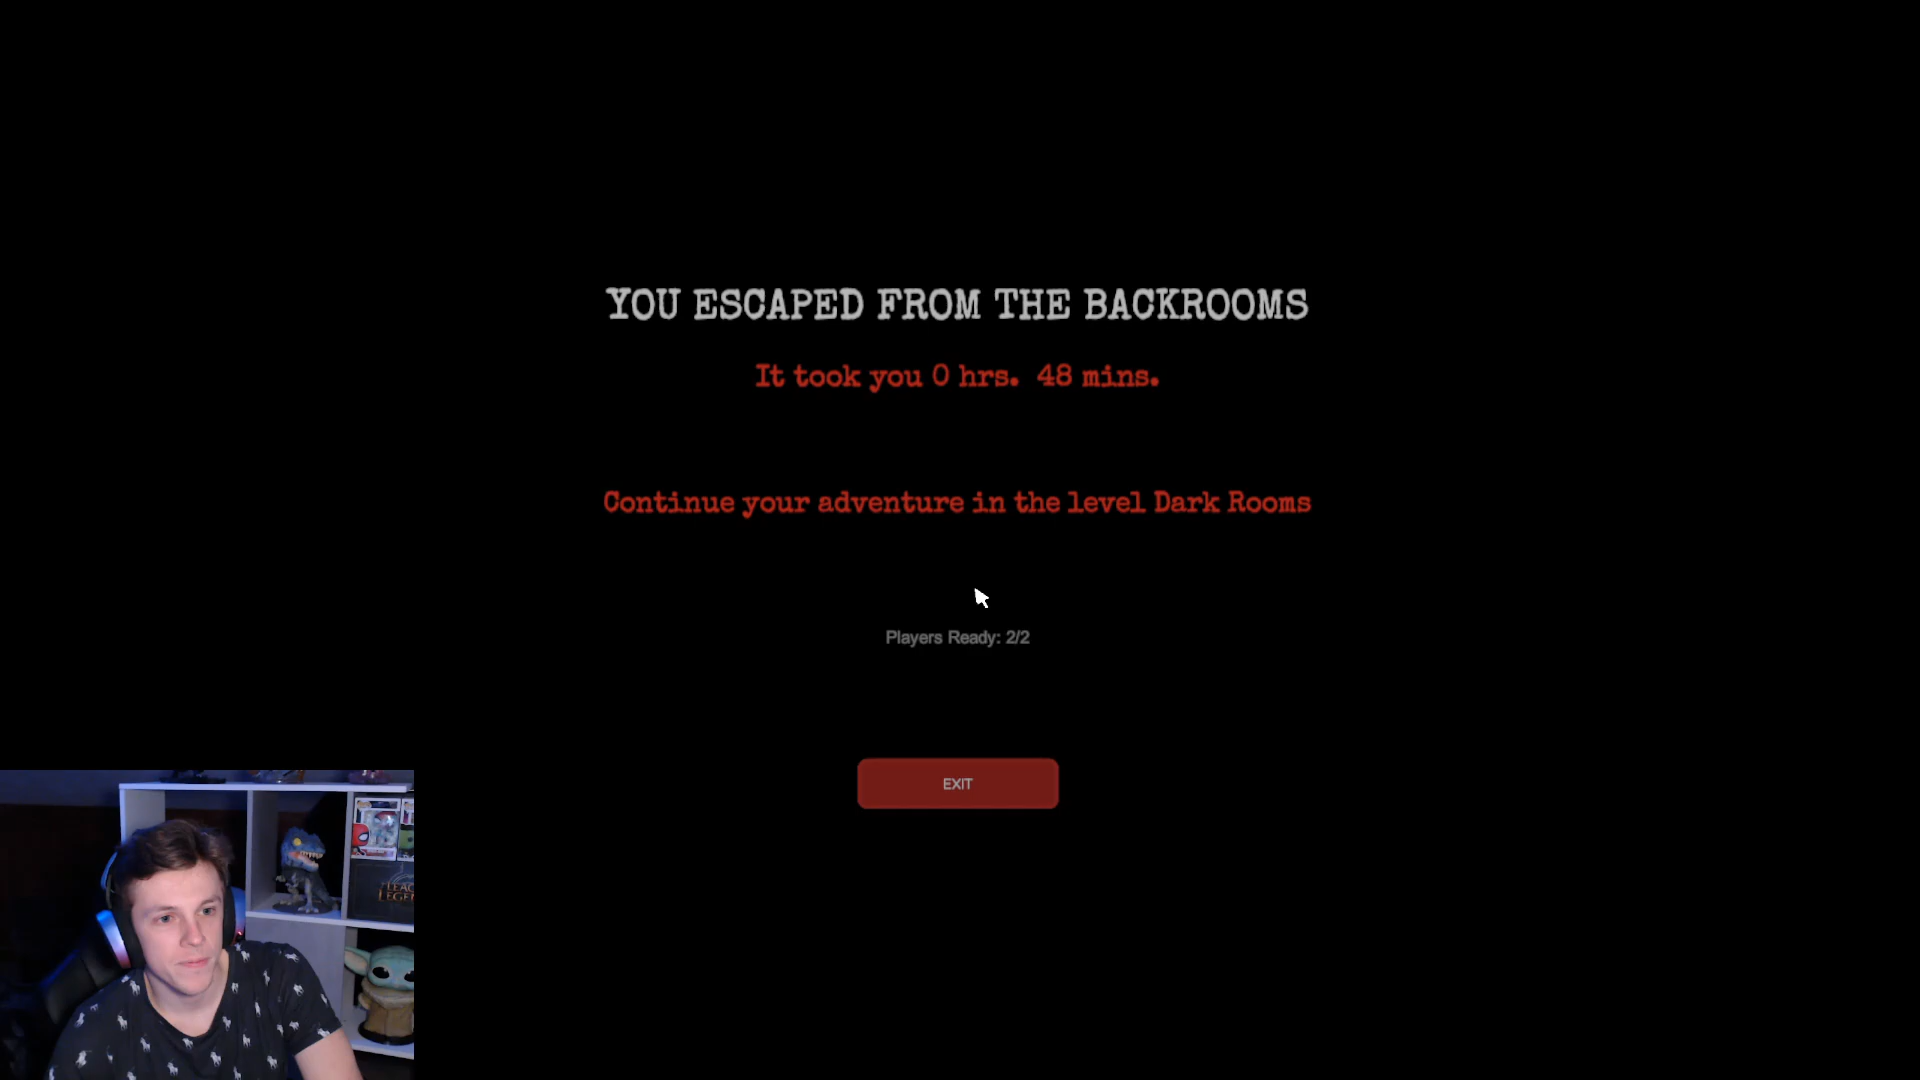 YOU ESCAPED FROM THE BACKROOMS
It took you 0 hrs. 48 mins.
Continue your adventure in the level Dark Rooms
Players Ready: 2/2
EXIT